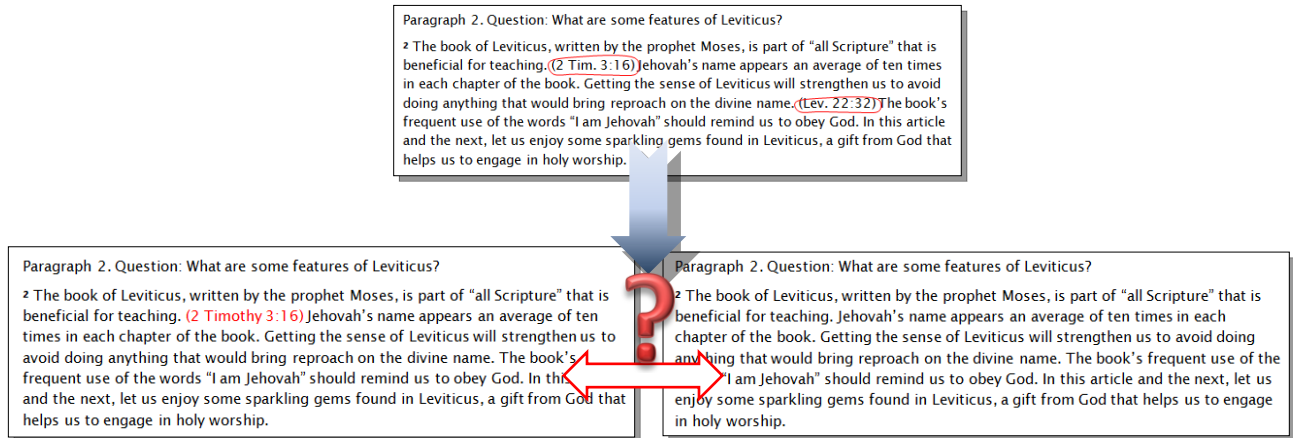 Paragraph 2. Question: What are some features of Leviticus?
² The book of Leviticus, written by the prophet Moses, is part of “all Scripture” that is
beneficial for teaching. (2 Tim. 3:16) Jehovah’s name appears an average of ten times
in each chapter of the book. Getting the sense of Leviticus will strengthen us to avoid
doing anything that would bring reproach on the divine name. (Lev. 22:32) The book’s
frequent use of the words “I am Jehovah” should remind us to obey God. In this article
and the next, let us enjoy some sparkling gems found in Leviticus, a gift from God that
helps us to engage in holy worship.
Paragraph 2. Question: What are some features of Leviticus?
² The book of Leviticus, written by the prophet Moses, is part of “all Scripture” that is
beneficial for teaching. (2 Timothy 3:16) Jehovah’s name appears an average of ten
times in each chapter of the book. Getting the sense of Leviticus will strengthen us to
avoid doing anything that would bring reproach on the divine name. The book’s
frequent use of the words “I am Jehovah” should remind us to obey God. In this
and the next, let us enjoy some sparkling gems found in Leviticus, a gift from God that
helps us to engage in holy worship.
?
Paragraph 2. Question: What are some features of Leviticus?
² The book of Leviticus, written by the prophet Moses, is part of “all Scripture” that is
beneficial for teaching. Jehovah’s name appears an average of ten times in each
chapter of the book. Getting the sense of Leviticus will strengthen us to avoid doing
anything that would bring reproach on the divine name. The book’s frequent use of the
“I am Jehovah” should remind us to obey God. In this article and the next, let us
enjoy some sparkling gems found in Leviticus, a gift from God that helps us to engage
in holy worship.